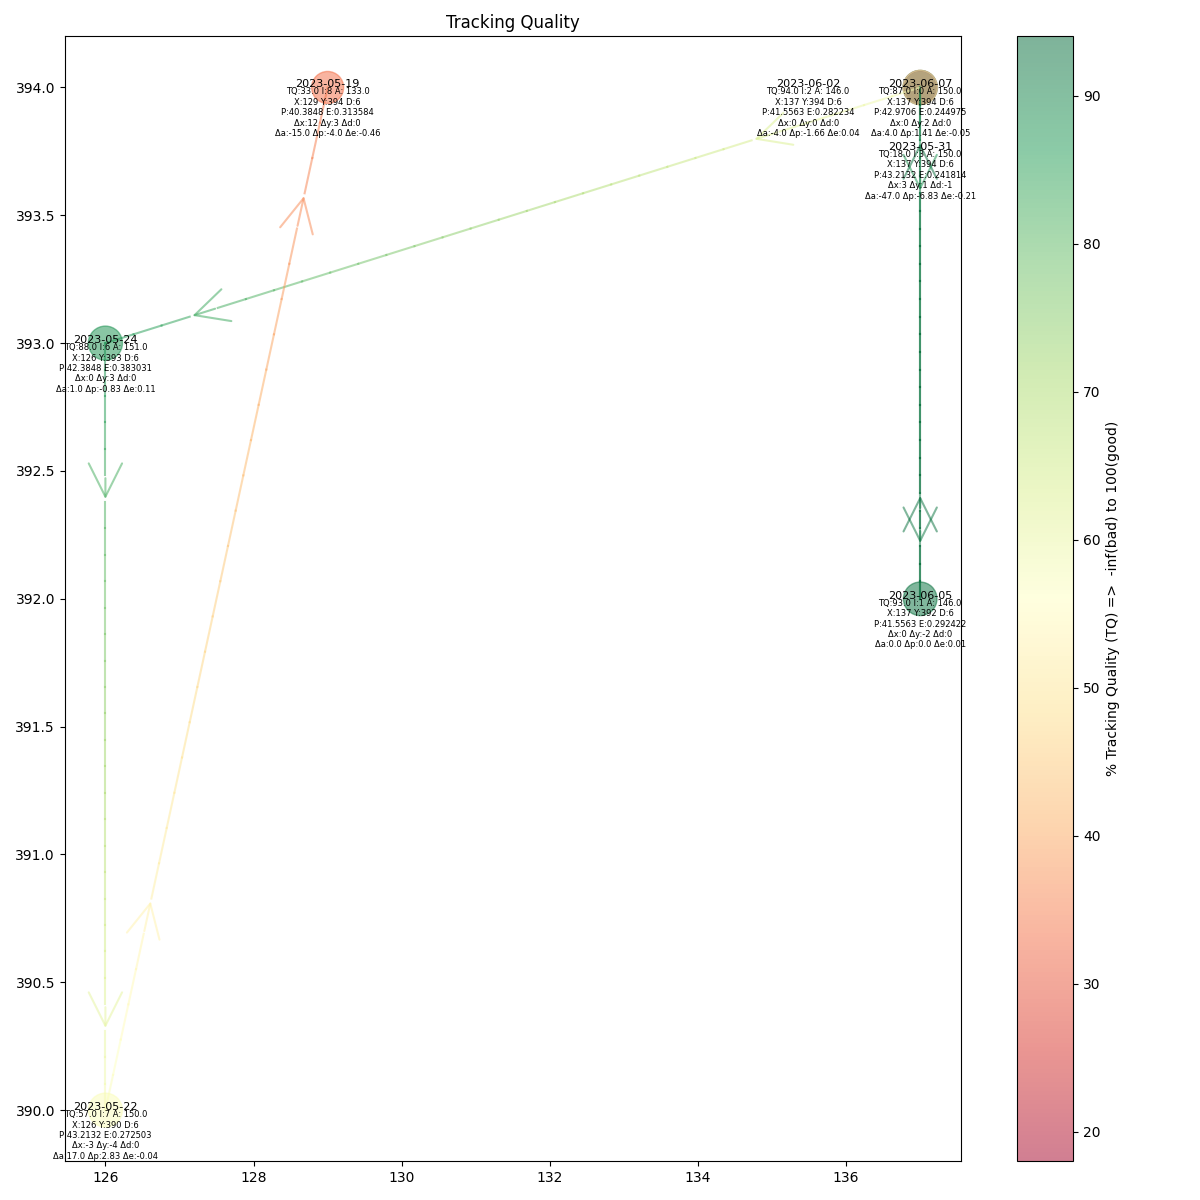 Tracking Quality
394.0
393.5
393.0
392.5
392.0
391.5
391.0
390.5
390.0
126
128
130
132
134
136
2023-05-19
TQ:33.0 I:8 A: 133.0
X:129 Y:394 D:6
P:40.3848 E:0.313584
Δx:12 Δy:3 Δd:0
Δa:-15.0 Δp:-4.0 Δe:-0.46
2023-06-02
TQ:94.0 I:2 A: 146.0
X:137 Y:394 D:6
P:41.5563 E:0.282234
Δx:0 Δy:0 Δd:0
Δa:-4.0 Δp:-1.66 Δe:0.04
2023-06-07
TQ:87.0 I:0 A: 150.0
X:137 Y:394 D:6
P:42.9706 E:0.244975
Δx:0 Δy:2 Δd:0
Δa:4.0 Δp:1.41 Δe:-0.05
2023-05-31
TQ:18.0 I:3 A: 150.0
X:137 Y:394 D:6
P:43.2132 E:0.241814
Δx:3 Δy:1 Δd:-1
Δa:-47.0 Δp:-6.83 Δe:-0.21
2023-05-24
TQ:88.0 I:6 A: 151.0
X:126 Y:393 D:6
P:42.3848 E:0.383031
Δx:0 Δy:3 Δd:0
Δa:1.0 Δp:-0.83 Δe:0.11
2023-06-05
TQ:93.0 I:1 A: 146.0
X:137 Y:392 D:6
P:41.5563 E:0.292422
Δx:0 Δy:-2 Δd:0
Δa:0.0 Δp:0.0 Δe:0.01
2023-05-22
TQ:57.0 I:7 A: 150.0
X:126 Y:390 D:6
P:43.2132 E:0.272503
Δx:-3 Δy:-4 Δd:0
Δa:17.0 Δp:2.83 Δe:-0.04
90
80
70
60
50
40
30
20
% Tracking Quality (TQ) => -inf(bad) to 100(good)